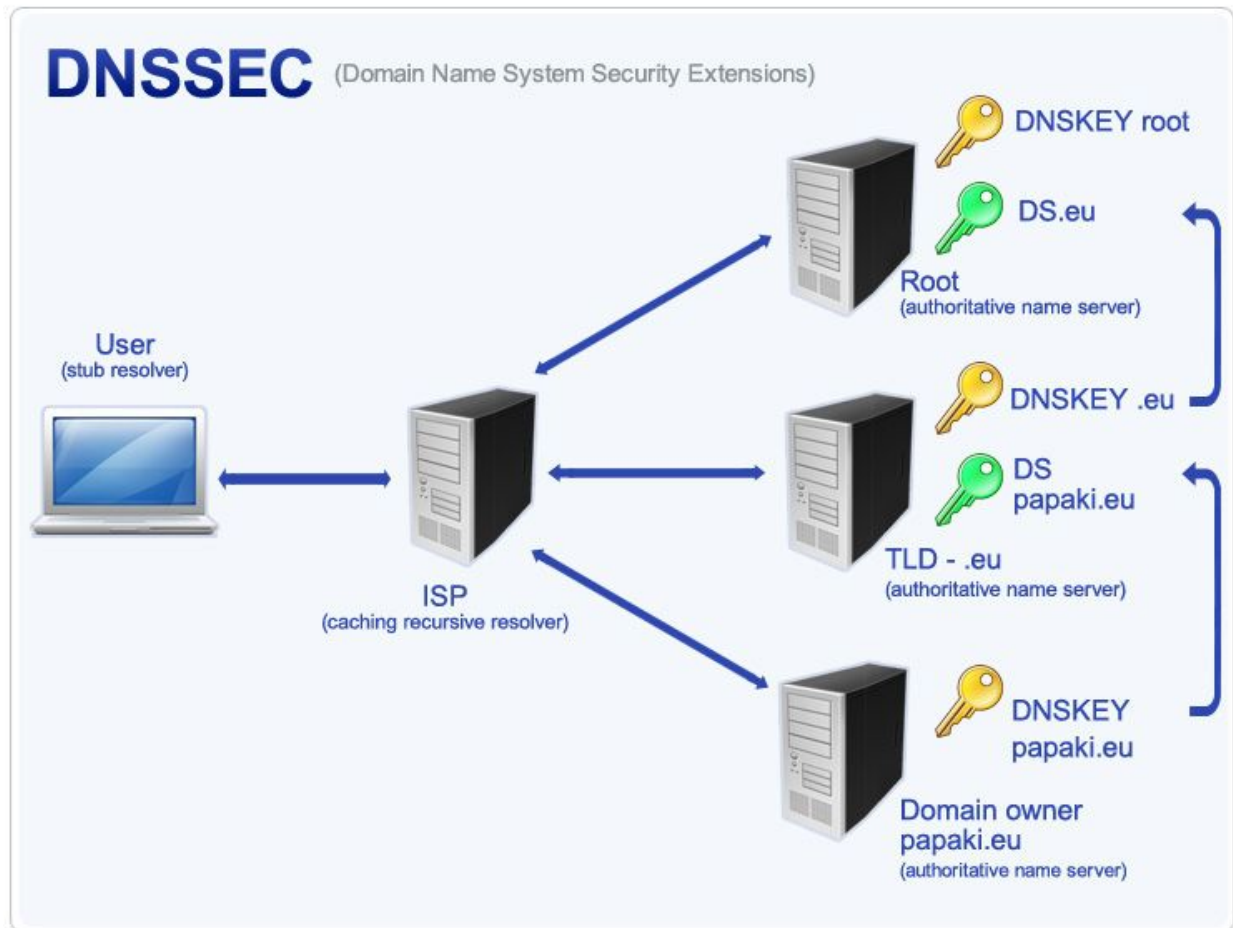 DNSSEC (Domain Name System Security Extensions)
DNSKEY root
DS.eu
Root
(authoritative name server)
User
(stub resolver)
DNSKEY .eu
DS
papaki.eu
TLD - .eu
(authoritative name server)
ISP
(caching recursive resolver)
DNSKEY
papaki.eu
Domain owner
papaki.eu
(authoritative name server)